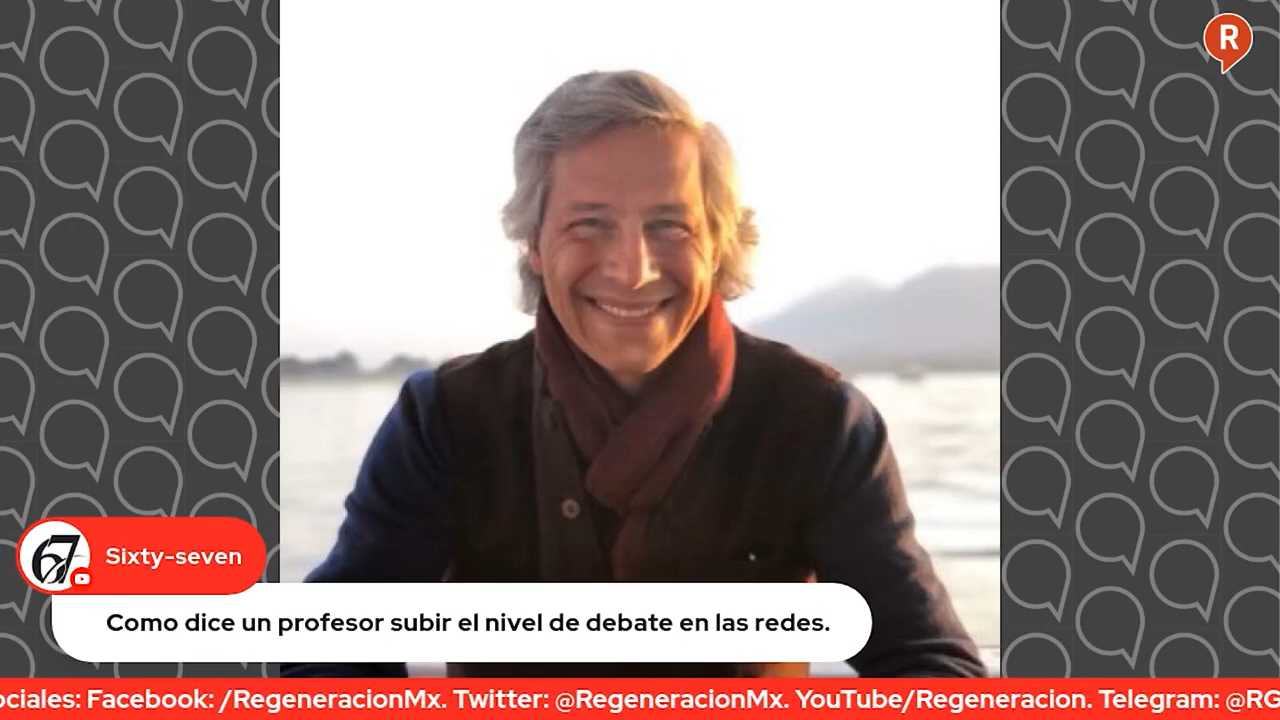 R
67 Sixty-seven
Como dice un profesor subir el nivel de debate en las redes.
ociales: Facebook: /RegeneracionMx. Twitter: @RegeneracionMx. YouTube/Regeneracion. Telegram: @RG